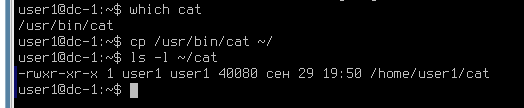 user1@dc-1:~$ which cat
/usr/bin/cat
user1@dc-1:~$ cp /usr/bin/cat ~/
user1@dc-1:~$ ls -l ~/cat
-rwxr-xr-x 1 user1 user1 40080 сен 29 19:50 /home/user1/cat
user1@dc-1:~$